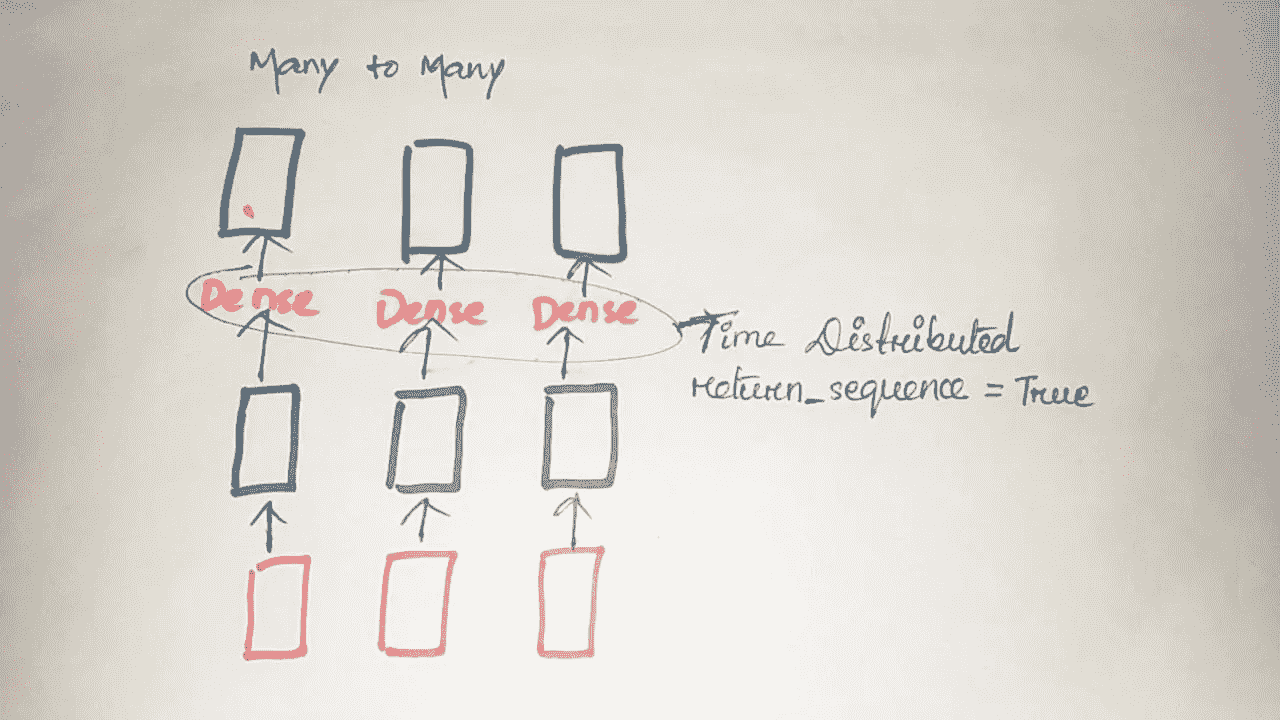 Many to Many
Dense Dense Dense
Time Distributed
return_sequence = True